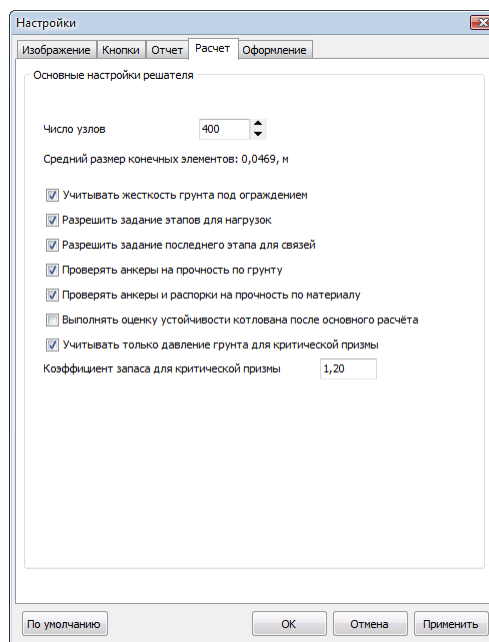 Настройки
Изображение Кнопки Отчет Расчет Оформление
Основные настройки решателя
Число узлов 400
Средний размер конечных элементов: 0,0469, м
Учитывать жесткость грунта под ограждением
Разрешить задание этапов для нагрузок
Разрешить задание последнего этапа для связей
Проверять анкеры на прочность по грунту
Проверять анкеры и распорки на прочность по материалу
Выполнять оценку устойчивости котлована после основного расчёта
Учитывать только давление грунта для критической призмы
Коэффициент запаса для критической призмы 1,20
По умолчанию ОК Отмена Применить